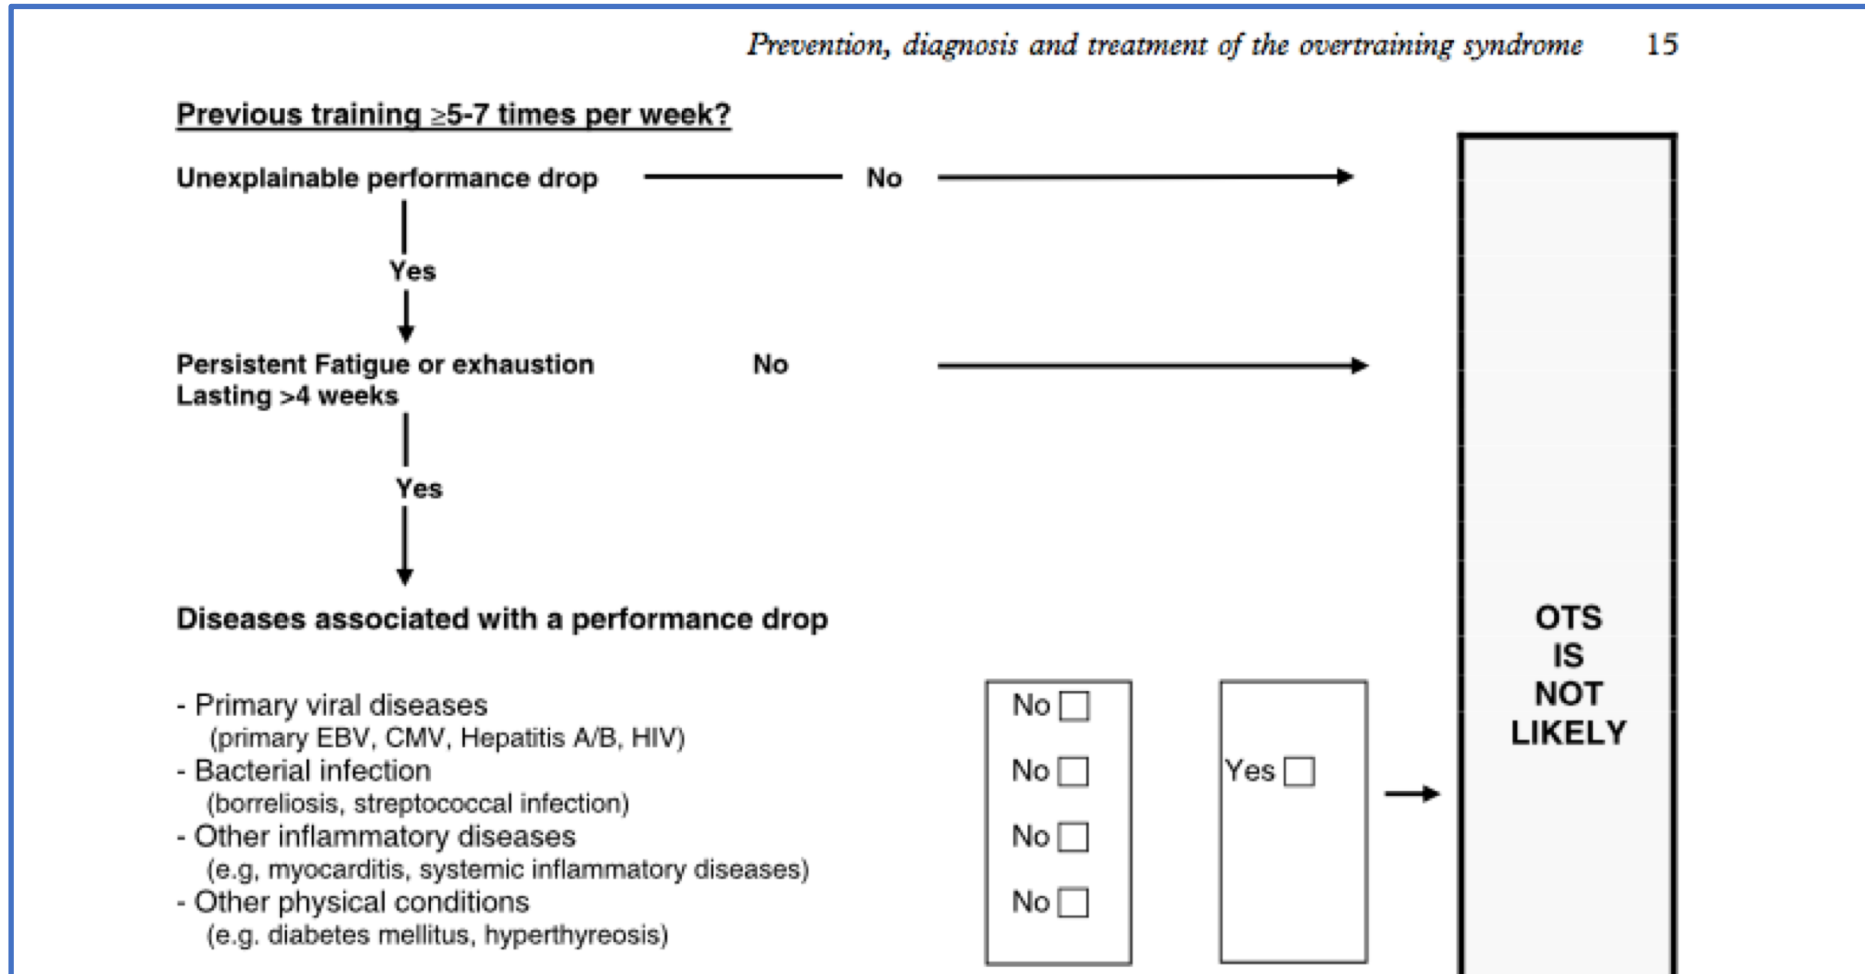 Prevention, diagnosis and treatment of the overtraining syndrome 15
Previous training ≥5-7 times per week?
Unexplainable performance drop No
Yes
Persistent Fatigue or exhaustion No
Lasting >4 weeks
Yes
Diseases associated with a performance drop
- Primary viral diseases No
(primary EBV, CMV, Hepatitis A/B, HIV)
- Bacterial infection No Yes
(borreliosis, streptococcal infection)
- Other inflammatory diseases No
(e.g, myocarditis, systemic inflammatory diseases)
- Other physical conditions No
(e.g. diabetes mellitus, hyperthyreosis)
OTS
IS
NOT
LIKELY